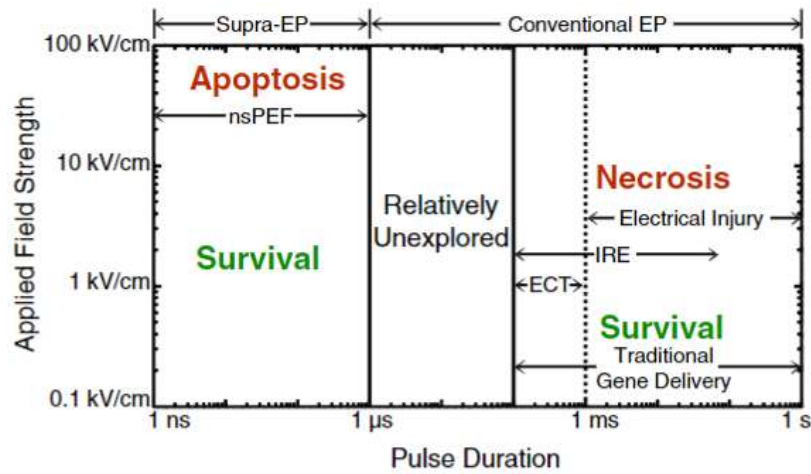 Supra-EP
Conventional EP
100 kV/cm
10 kV/cm
1 kV/cm
0.1 kV/cm
Applied Field Strength
Apoptosis
nsPEF
Survival
Relatively
Unexplored
Necrosis
Electrical Injury
IRE
ECT
Survival
Traditional
Gene Delivery
1 ns
1 μs
1 ms
1 s
Pulse Duration